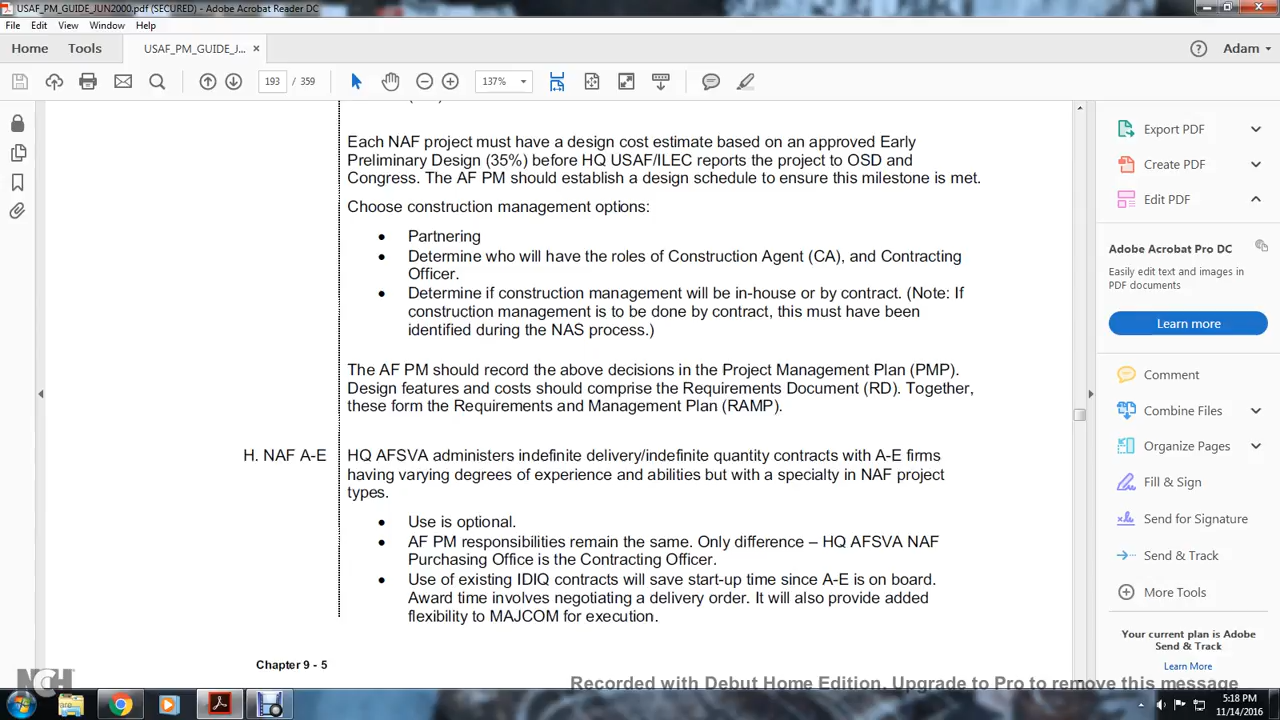 USAF_PM_GUIDE_JUN2000.pdf (SECURED) - Adobe Acrobat Reader DC
File Edit View Window Help
Home Tools USAF_PM_GUIDE_J... × Adam
193 / 359 137%
Each NAF project must have a design cost estimate based on an approved Early
Preliminary Design (35%) before HQ USAF/ILEC reports the project to OSD and
Congress. The AF PM should establish a design schedule to ensure this milestone is met.
Choose construction management options:
• Partnering
• Determine who will have the roles of Construction Agent (CA), and Contracting
Officer.
• Determine if construction management will be in-house or by contract. (Note: If
construction management is to be done by contract, this must have been
identified during the NAS process.)
The AF PM should record the above decisions in the Project Management Plan (PMP).
Design features and costs should comprise the Requirements Document (RD). Together,
these form the Requirements and Management Plan (RAMP).
H. NAF A-E
HQ AFSVA administers indefinite delivery/indefinite quantity contracts with A-E firms
having varying degrees of experience and abilities but with a specialty in NAF project
types.
• Use is optional.
• AF PM responsibilities remain the same. Only difference – HQ AFSVA NAF
Purchasing Office is the Contracting Officer.
• Use of existing IDIQ contracts will save start-up time since A-E is on board.
Award time involves negotiating a delivery order. It will also provide added
flexibility to MAJCOM for execution.
Chapter 9 - 5
Export PDF
Create PDF
Edit PDF
Adobe Acrobat Pro DC
Easily edit text and images in
PDF documents
Learn more
Comment
Combine Files
Organize Pages
Fill & Sign
Send for Signature
Send & Track
More Tools
Your current plan is Adobe
Send & Track
Learn More
NCH
Recorded with Debut Home Edition. Upgrade to Pro to remove this message
5:18 PM
11/14/2016